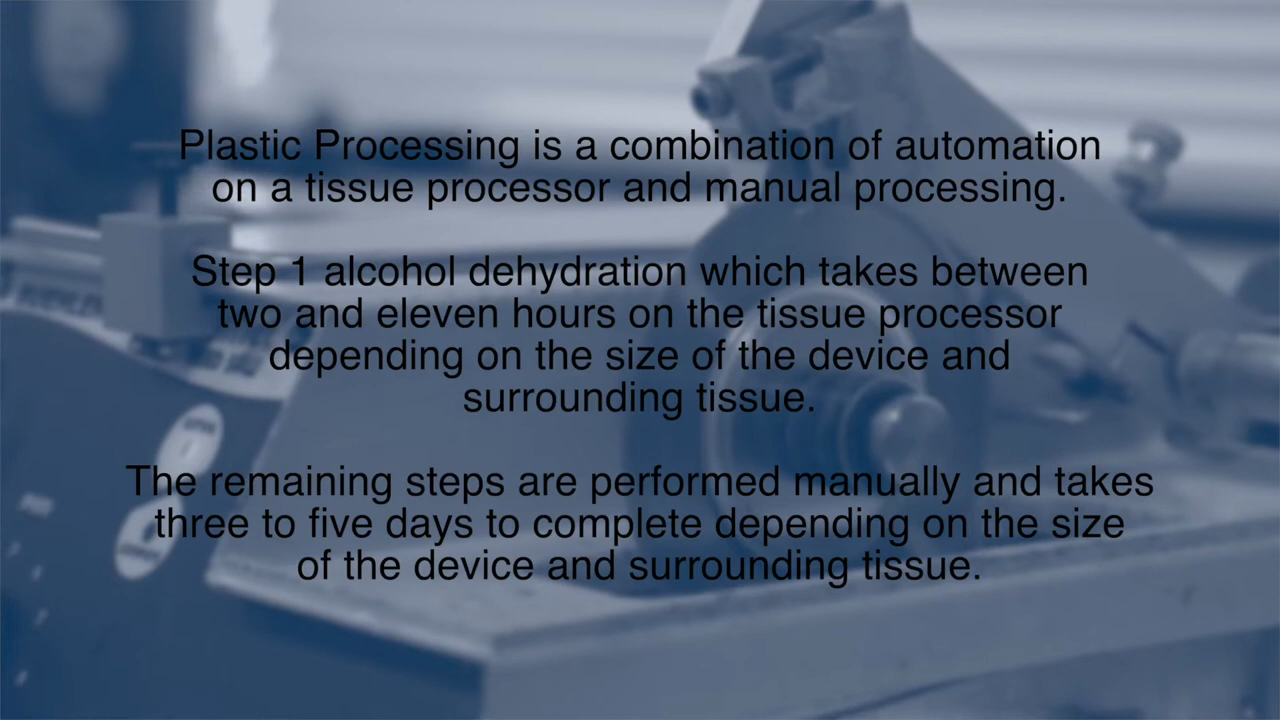 Plastic Processing is a combination of automation
on a tissue processor and manual processing.
Step 1 alcohol dehydration which takes between
two and eleven hours on the tissue processor
depending on the size of the device and
surrounding tissue.
The remaining steps are performed manually and takes
three to five days to complete depending on the size
of the device and surrounding tissue.